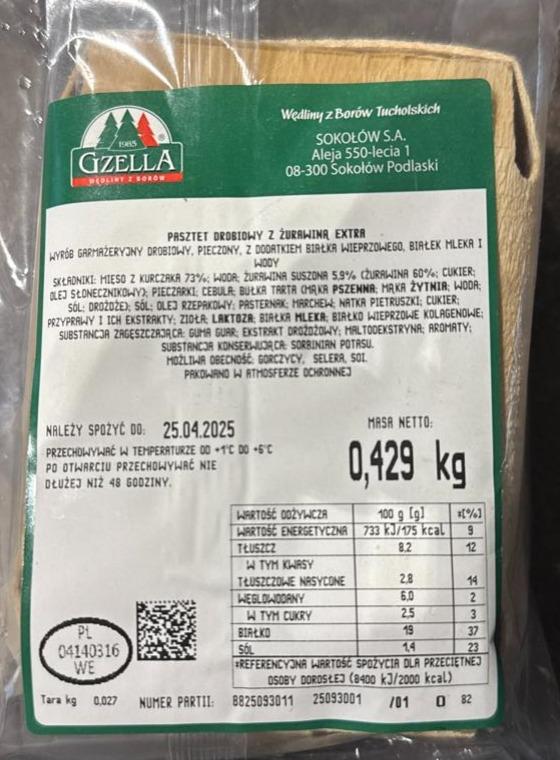 Wędliny z Borów Tucholskich
1985
GZELLA
®
WĘDLINY Z BORÓW
SOKOŁÓW S.A.
Aleja 550-lecia 1
08-300 Sokołów Podlaski
PASZTET DROBIOWY Z ŻURAWINĄ EXTRA
WYRÓB GARMAŻERYJNY DROBIOWY, PIECZONY, Z DODATKIEM BIAŁKA WIEPRZOWEGO, BIAŁEK MLEKA I
WODY
SKŁADNIKI: MIĘSO Z KURCZAKA 73%; WODA; ŻURAWINA SUSZONA 5,9% (ŻURAWINA 60%; CUKIER;
OLEJ SŁONECZNIKOWY); PIECZARKI; CEBULA; BUŁKA TARTA (MĄKA PSZENNA; MĄKA ŻYTNIA; WODA;
SÓL; DROŻDŻE); SÓL; OLEJ RZEPAKOWY; PASTERNAK; MARCHEW; NATKA PIETRUSZKI; CUKIER;
PRZYPRAWY I ICH EKSTRAKTY; ZIOŁA; LAKTOZA; BIAŁKA MLEKA; BIAŁKO WIEPRZOWE KOLAGENOWE;
SUBSTANCJA ZAGĘSZCZAJĄCA: GUMA GUAR; EKSTRAKT DROŻDŻOWY; MALTODEKSTRYNA; AROMATY;
SUBSTANCJA KONSERWUJĄCA: SORBINIAN POTASU.
MOŻLIWA OBECNOŚĆ: GORCZYCY, SELERA, SOI.
PAKOWANO W ATMOSFERZE OCHRONNEJ
NALEŻY SPOŻYĆ DO: 25.04.2025
PRZECHOWYWAĆ W TEMPERATURZE OD +1°C DO +6°C
PO OTWARCIU PRZECHOWYWAĆ NIE
DŁUŻEJ NIŻ 48 GODZINY.
MASA NETTO:
0,429 kg
WARTOŚĆ ODŻYWCZA 100 g [g] *[%]
WARTOŚĆ ENERGETYCZNA 733 kJ/175 kcal 9
TŁUSZCZ 8,2 12
W TYM KWASY
TŁUSZCZOWE NASYCONE 2,8 14
WĘGLOWODANY 6,0 2
W TYM CUKRY 2,5 3
BIAŁKO 19 37
SÓL 1,4 23
*REFERENCYJNA WARTOŚĆ SPOŻYCIA DLA PRZECIĘTNEJ
OSOBY DOROSŁEJ (8400 kJ/2000 kcal)
PL
04140316
WE
Tara kg 0,027 NUMER PARTII: 8825093011 25093001 /01 0 82